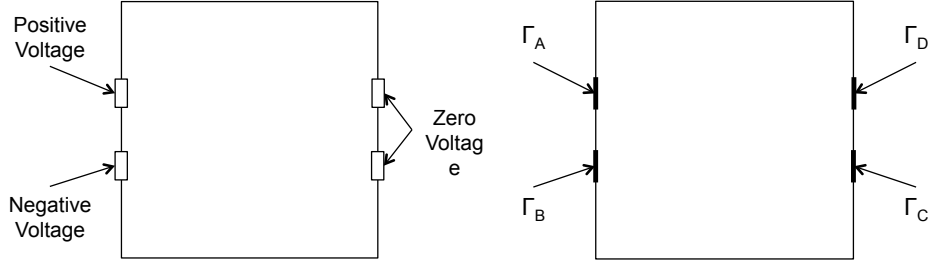 Positive
Voltage
Negative
Voltage
Zero
Voltag
e
Γ_A
Γ_B
Γ_D
Γ_C